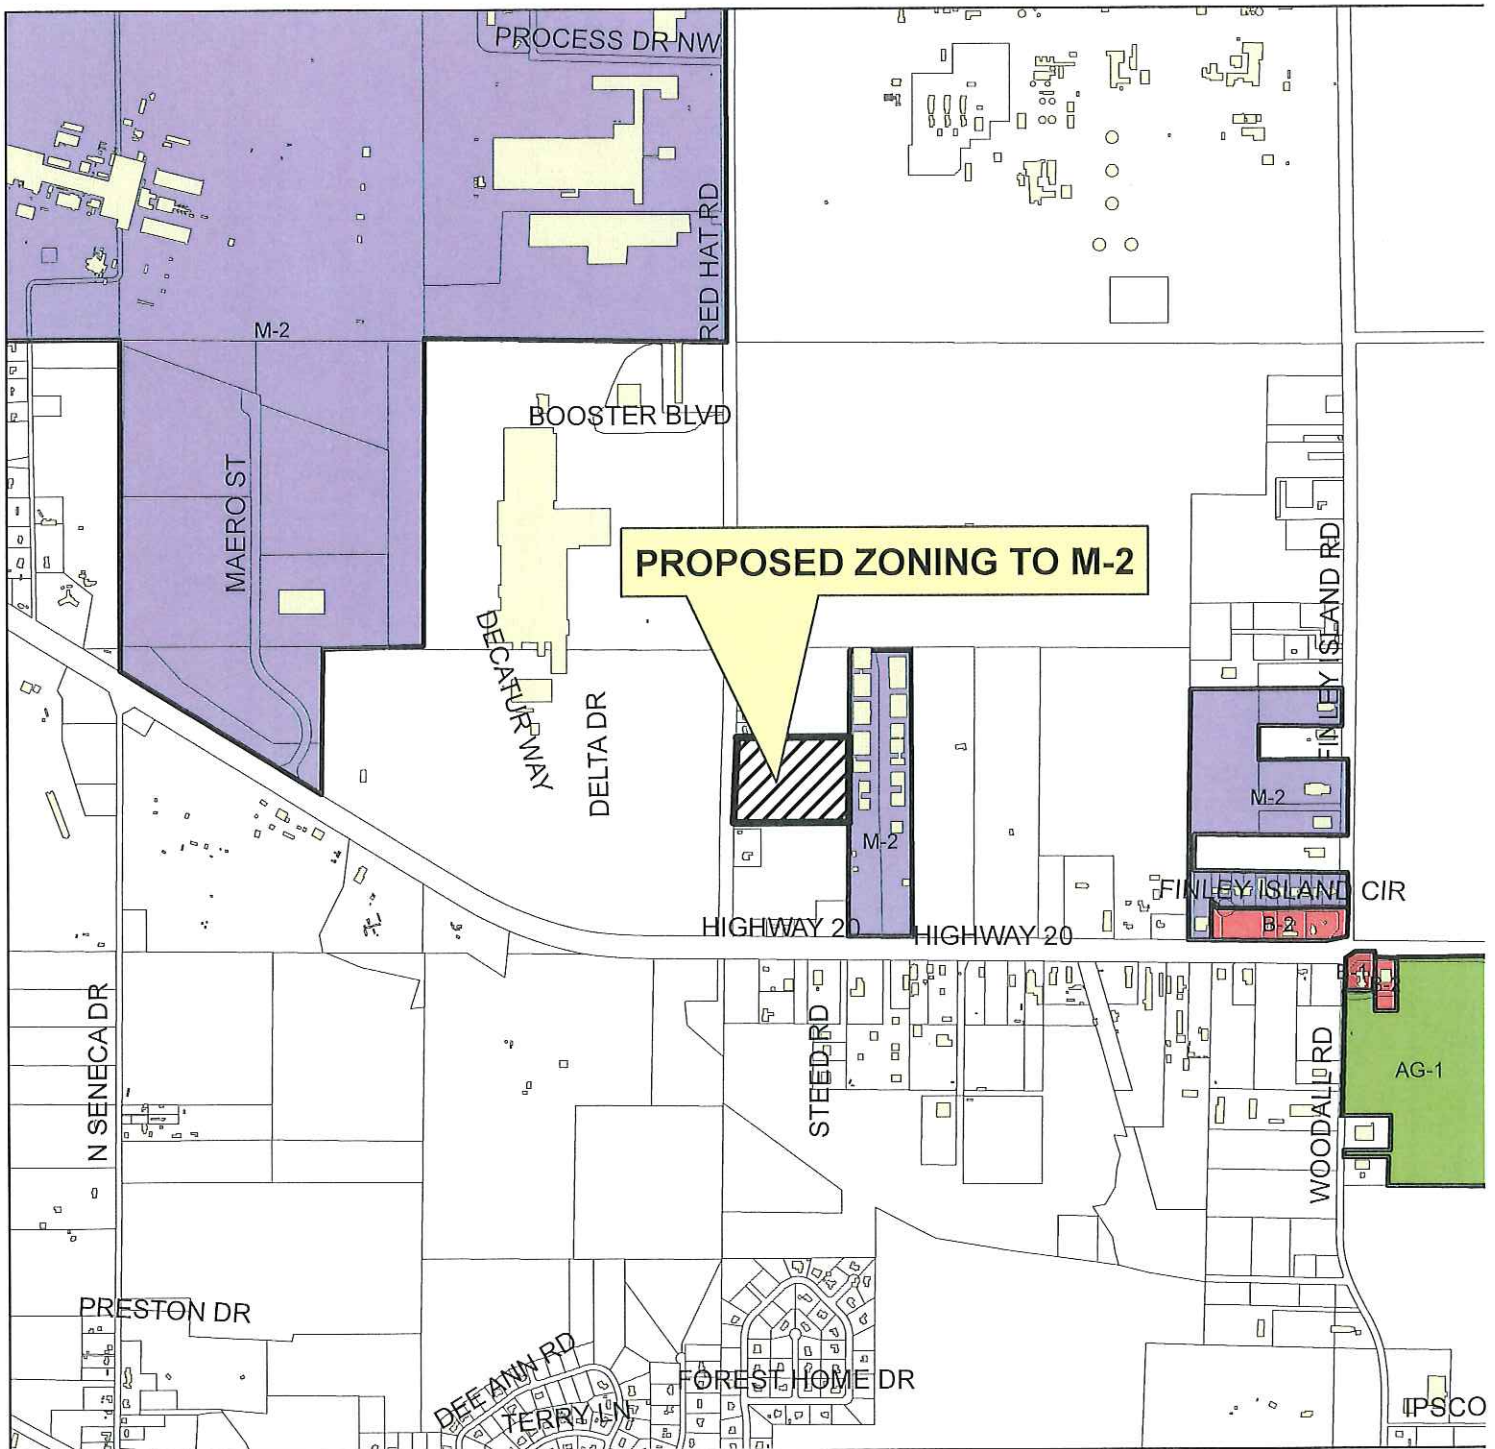 PROCESS DR NW
RED HAT RD
M-2
BOOSTER BLVD
MAERO ST
PROPOSED ZONING TO M-2
FINLEY ISLAND RD
DECATUR WAY
DELTA DR
M-2
M-2
FINLEY ISLAND CIR
B-2
HIGHWAY 20
HIGHWAY 20
N SENECA DR
STEED RD
WOODALL RD
AG-1
PRESTON DR
DEE ANN RD
TERRY LN
FOREST HOME DR
IPSCO